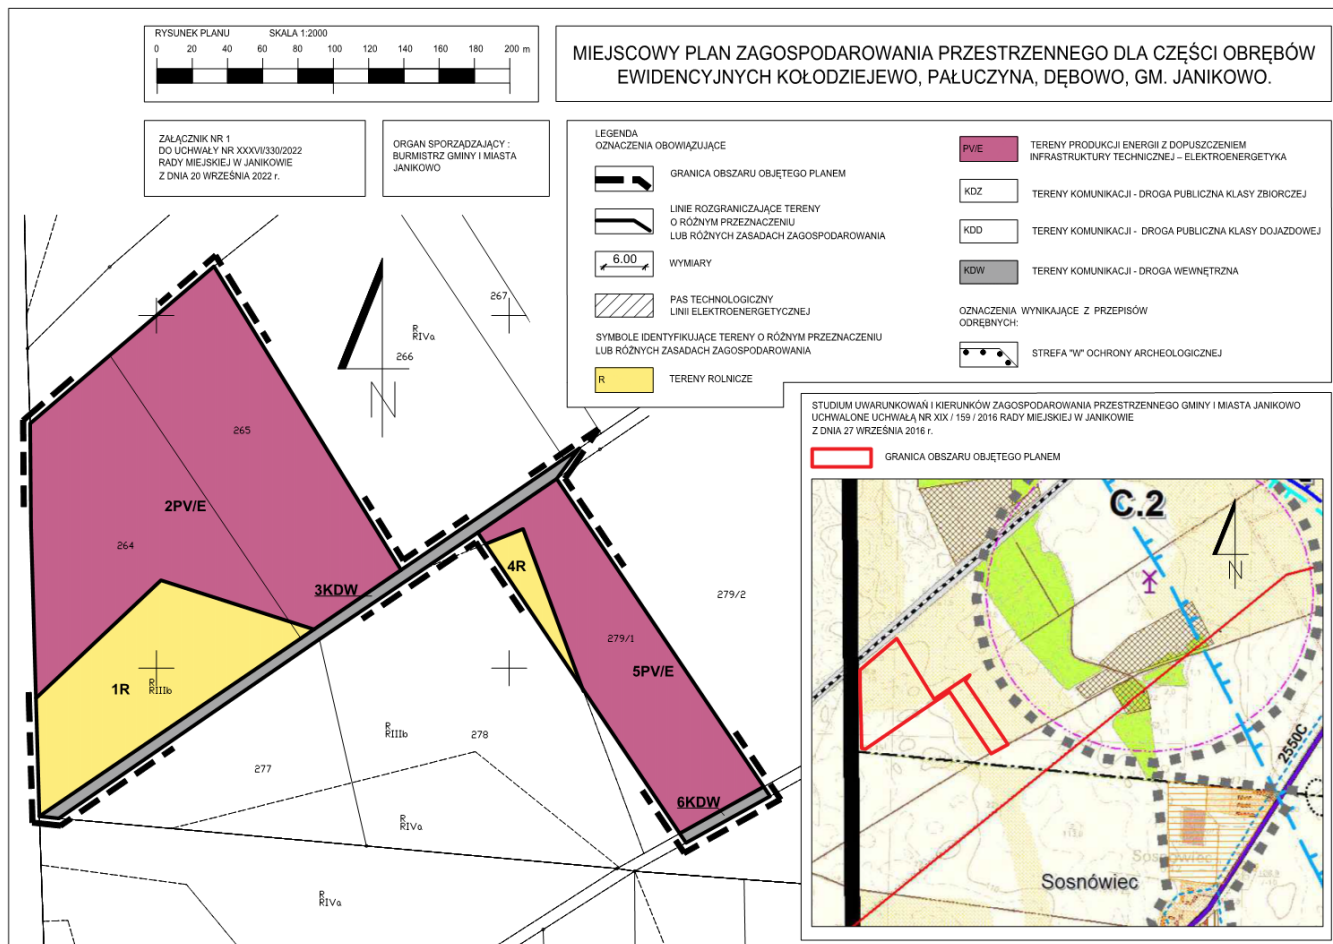 RYSUNEK PLANU SKALA 1:2000
0 20 40 60 80 100 120 140 160 180 200 m
MIEJSCOWY PLAN ZAGOSPODAROWANIA PRZESTRZENNEGO DLA CZĘŚCI OBRĘBÓW
EWIDENCYJNYCH KOŁODZIEJEWO, PAŁUCZYNA, DĘBOWO, GM. JANIKOWO.
ZAŁĄCZNIK NR 1
DO UCHWAŁY NR XXXVI/330/2022
RADY MIEJSKIEJ W JANIKOWIE
Z DNIA 20 WRZEŚNIA 2022 r.
ORGAN SPORZĄDZAJĄCY :
BURMISTRZ GMINY I MIASTA
JANIKOWO
LEGENDA
OZNACZENIA OBOWIĄZUJĄCE
GRANICA OBSZARU OBJĘTEGO PLANEM
LINIE ROZGRANICZAJĄCE TERENY
O RÓŻNYM PRZEZNACZENIU
LUB RÓŻNYCH ZASADACH ZAGOSPODAROWANIA
6.00
WYMIARY
PAS TECHNOLOGICZNY
LINII ELEKTROENERGETYCZNEJ
SYMBOLE IDENTYFIKUJĄCE TERENY O RÓŻNYM PRZEZNACZENIU
LUB RÓŻNYCH ZASADACH ZAGOSPODAROWANIA
R
TERENY ROLNICZE
PV/E
TERENY PRODUKCJI ENERGII Z DOPUSZCZENIEM
INFRASTRUKTURY TECHNICZNEJ – ELEKTROENERGETYKA
KDZ
TERENY KOMUNIKACJI - DROGA PUBLICZNA KLASY ZBIORCZEJ
KDD
TERENY KOMUNIKACJI - DROGA PUBLICZNA KLASY DOJAZDOWEJ
KDW
TERENY KOMUNIKACJI - DROGA WEWNĘTRZNA
OZNACZENIA WYNIKAJĄCE Z PRZEPISÓW
ODRĘBNYCH:
STREFA "W" OCHRONY ARCHEOLOGICZNEJ
STUDIUM UWARUNKOWAŃ I KIERUNKÓW ZAGOSPODAROWANIA PRZESTRZENNEGO GMINY I MIASTA JANIKOWO
UCHWALONE UCHWAŁĄ NR XIX / 159 / 2016 RADY MIEJSKIEJ W JANIKOWIE
Z DNIA 27 WRZEŚNIA 2016 r.
GRANICA OBSZARU OBJĘTEGO PLANEM
C.2
N
2550C
Sosnówiec
Sosnówiec
267
R
RIVa
266
N
265
2PV/E
264
3KDW
4R
279/2
279/1
5PV/E
1R
R
RIIIb
R
RIIIb
278
277
6KDW
R
RIVa
R
RIVa